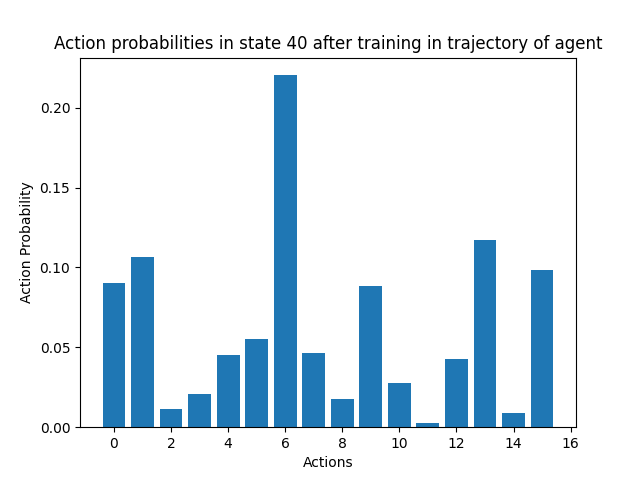 Action probabilities in state 40 after training in trajectory of agent
0.20
0.15
0.10
0.05
0.00
Action Probability
0 2 4 6 8 10 12 14 16
Actions